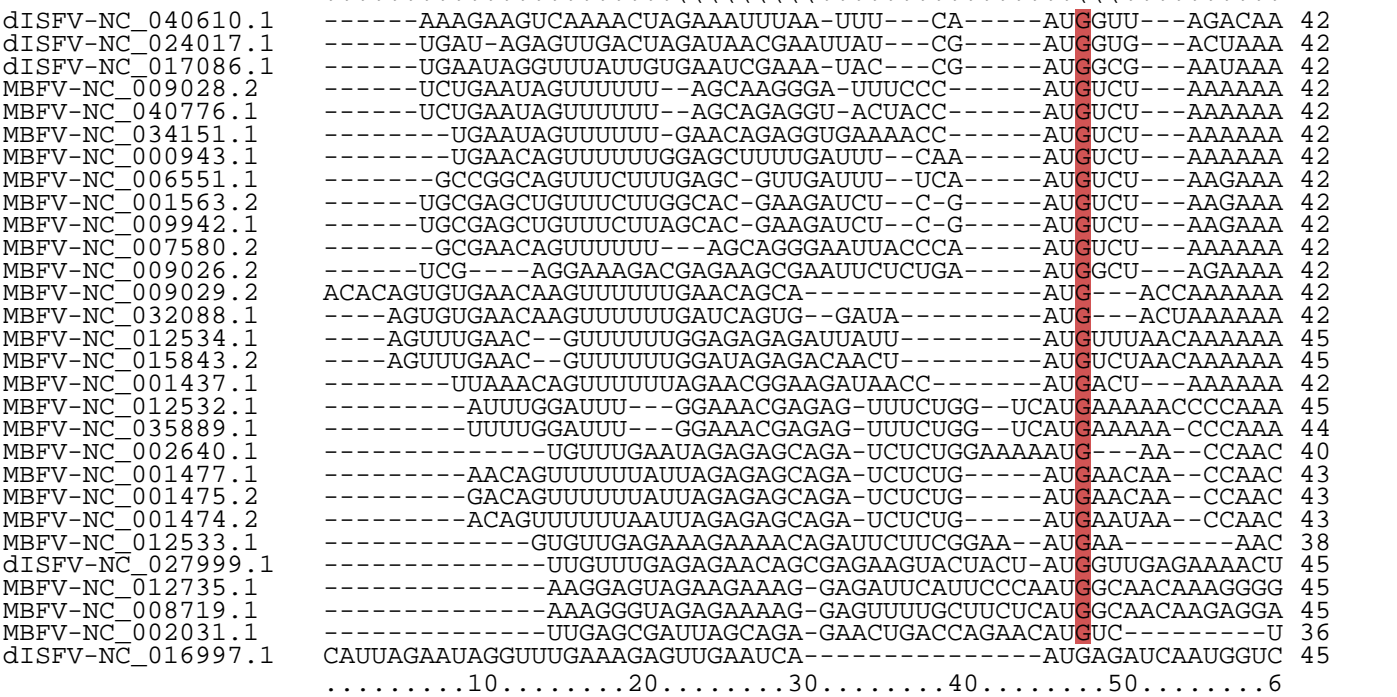 dISFV-NC_040610.1    ------AAAGAAGUCAAAACUAGAAAUUUAA-UUU---CA-----AUGGUU---AGACAA 42
dISFV-NC_024017.1    ------UGAU-AGAGUUGACUAGAUAACGAAUUAU---CG-----AUGGUG---ACUAAA 42
dISFV-NC_017086.1    ------UGAAUAGGUUUAUUGUGAAUCGAAA-UAC---CG-----AUGGCG---AAUAAA 42
MBFV-NC_009028.2    ------UCUGAAUAGUUUUUUU--AGCAAGGGA-UUUCCC------AUGUCU---AAAAAA 42
MBFV-NC_040776.1    ------UCUGAAUAGUUUUUUU--AGCAGAGGU-ACUACC------AUGUCU---AAAAAA 42
MBFV-NC_034151.1    --------UGAAUAGUUUUUUU-GAACAGAGGUGAAAACC------AUGUCU---AAAAAA 42
MBFV-NC_000943.1    --------UGAACAGUUUUUUGGAGCUUUUGAUUU--CAA-----AUGUCU---AAAAAA 42
MBFV-NC_006551.1    -------GCCGGCAGUUUCUUUGAGC-GUUGAUUU--UCA-----AUGUCU---AAGAAA 42
MBFV-NC_001563.2    ------UGCGAGCUGUUUCUUGGCAC-GAAGAUCU--C-G-----AUGUCU---AAGAAA 42
MBFV-NC_009942.1    ------UGCGAGCUGUUUCUUAGCAC-GAAGAUCU--C-G-----AUGUCU---AAGAAA 42
MBFV-NC_007580.2    -------GCGAACAGUUUUUU---AGCAGGGAAUUACCCA-----AUGUCU---AAAAAA 42
MBFV-NC_009026.2    ------UCG----AGGAAAGACGAGAAGCGAAUUCUCUGA-----AUGGCU---AGAAAA 42
MBFV-NC_009029.2    ACACAGUGUGAACAAGUUUUUUGAACAGCA---------------AUG---ACCAAAAAA 42
MBFV-NC_032088.1    ----AGUGUGAACAAGUUUUUUGAUCAGUG--GAUA---------AUG---ACUAAAAAA 42
MBFV-NC_012534.1    ----AGUUUGAAC--GUUUUUUGGAGAGAGAUUAUU---------AUGUUUAACAAAAAA 45
MBFV-NC_015843.2    ----AGUUUGAAC--GUUUUUUGGAUAGAGACAACU---------AUGUCUAACAAAAAA 45
MBFV-NC_001437.1    --------UUAAACAGUUUUUUAGAACGGAAGAUAACC-------AUGACU---AAAAAA 42
MBFV-NC_012532.1    ---------AUUUGGAUUU---GGAAACGAGAG-UUUCUGG--UCAUGAAAAACCCCAAA 45
MBFV-NC_035889.1    ---------UUUUGGAUUU---GGAAACGAGAG-UUUCUGG--UCAUGAAAAA-CCCAAA 44
MBFV-NC_002640.1    --------------UGUUUGAAUAGAGAGCAGA-UCUCUGGAAAAAUG---AA--CCAAC 40
MBFV-NC_001477.1    ---------AACAGUUUUUUAUUAGAGAGCAGA-UCUCUG-----AUGAACAA--CCAAC 43
MBFV-NC_001475.2    ---------GACAGUUUUUUAUUAGAGAGCAGA-UCUCUG-----AUGAACAA--CCAAC 43
MBFV-NC_001474.2    ---------ACAGUUUUUUAAUUAGAGAGCAGA-UCUCUG-----AUGAAUAA--CCAAC 43
MBFV-NC_012533.1    -------------GUGUUGAGAAAGAAAACAGAUUCUUCGGAA--AUGAA-------AAC 38
dISFV-NC_027999.1    --------------UUGUUUGAGAGAACAGCGAGAAGUACUACU-AUGGUUGAGAAAACU 45
MBFV-NC_012735.1    --------------AAGGAGUAGAAGAAAG-GAGAUUCAUUCCCAAUGGCAACAAAGGGG 45
MBFV-NC_008719.1    --------------AAAGGGUAGAGAAAAG-GAGUUUUGCUUCUCAUGGCAACAAGAGGA 45
MBFV-NC_002031.1    --------------UUGAGCGAUUAGCAGA-GAACUGACCAGAACAUGUC---------U 36
dISFV-NC_016997.1    CAUUAGAAUAGGUUUGAAAGAGUUGAAUCA---------------AUGAGAUCAAUGGUC 45
.........10........20........30........40........50........6